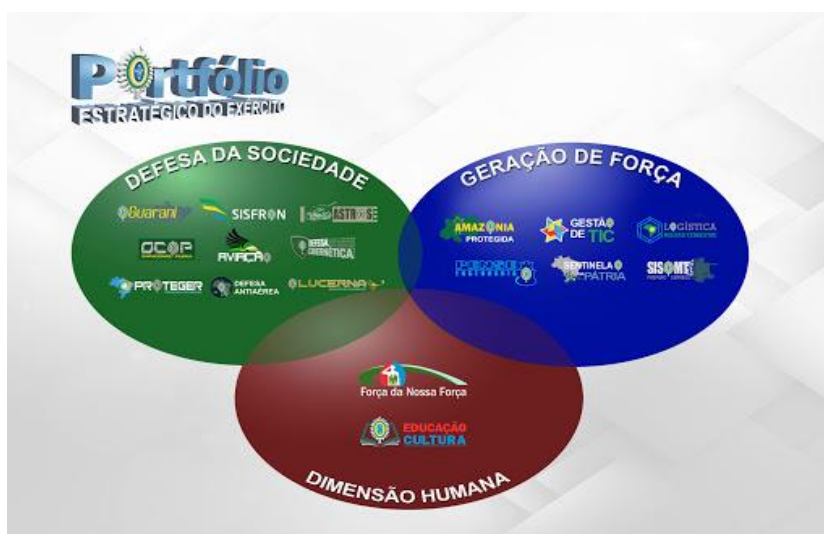 Portfólio
ESTRATÉGICO DO EXÉRCITO
DEFESA DA SOCIEDADE
Guarani
SISFRON
ASTROS
OCOP
AVIAÇÃO
DEFESA
CIBERNÉTICA
PROTEGER
DEFESA
ANTIAÉREA
LUCERNA
GERAÇÃO DE FORÇA
AMAZONIA
PROTEGIDA
GESTÃO
DE TIC
LOGÍSTICA
PENSE
SENTINELA
DA PÁTRIA
SISOMT
Força da Nossa Força
EDUCAÇÃO
CULTURA
DIMENSÃO HUMANA